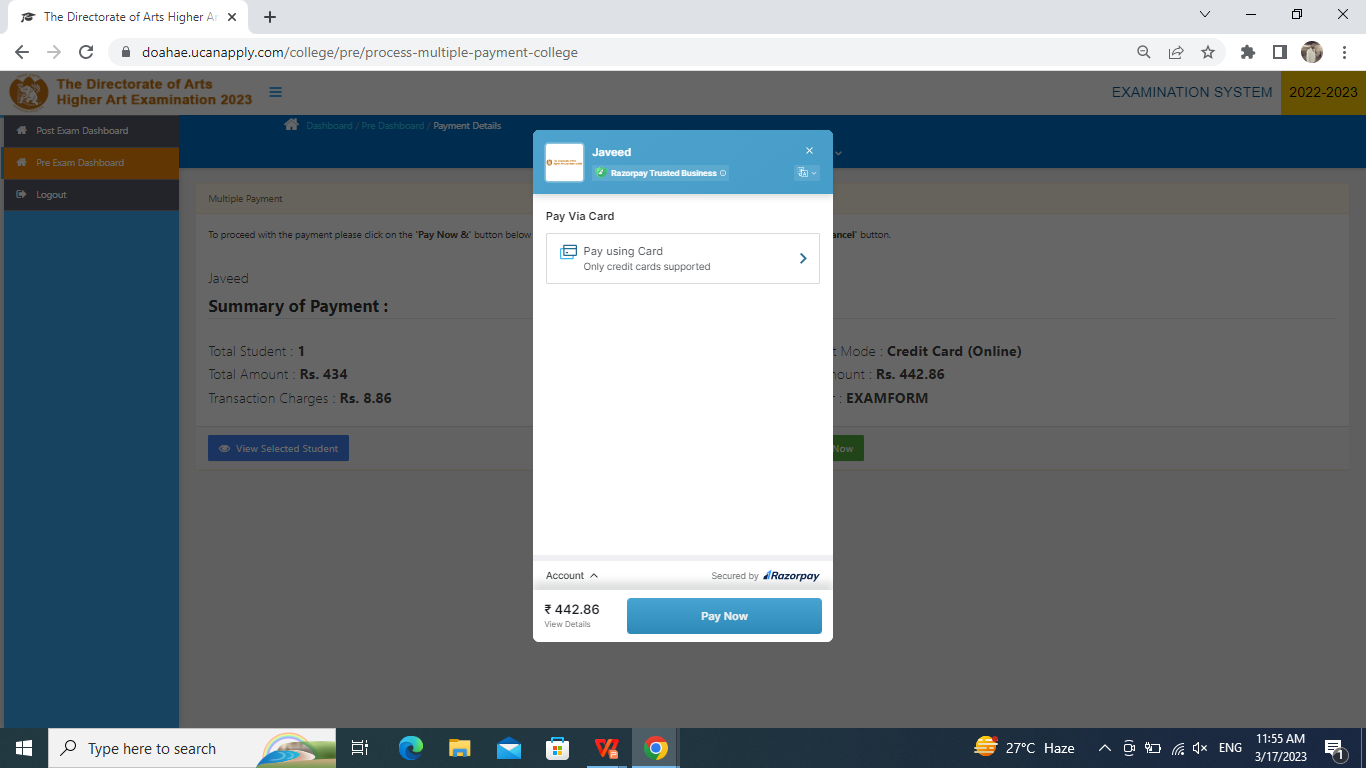 The Directorate of Arts Higher Ar
doahae.ucanapply.com/college/pre/process-multiple-payment-college
The Directorate of Arts
Higher Art Examination 2023
EXAMINATION SYSTEM
2022-2023
Post Exam Dashboard
Pre Exam Dashboard
Logout
Dashboard / Pre Dashboard / Payment Details
Multiple Payment
To proceed with the payment please click on the 'Pay Now &' button below
ancel' button.
Javeed
Summary of Payment :
Total Student : 1
t Mode : Credit Card (Online)
Total Amount : Rs. 434
ount : Rs. 442.86
Transaction Charges : Rs. 8.86
: EXAMFORM
View Selected Student
Now
Javeed
Razorpay Trusted Business
Pay Via Card
Pay using Card
Only credit cards supported
Account
Secured by Razorpay
₹ 442.86
View Details
Pay Now
Type here to search
27°C Haze
ENG
11:55 AM
3/17/2023
1